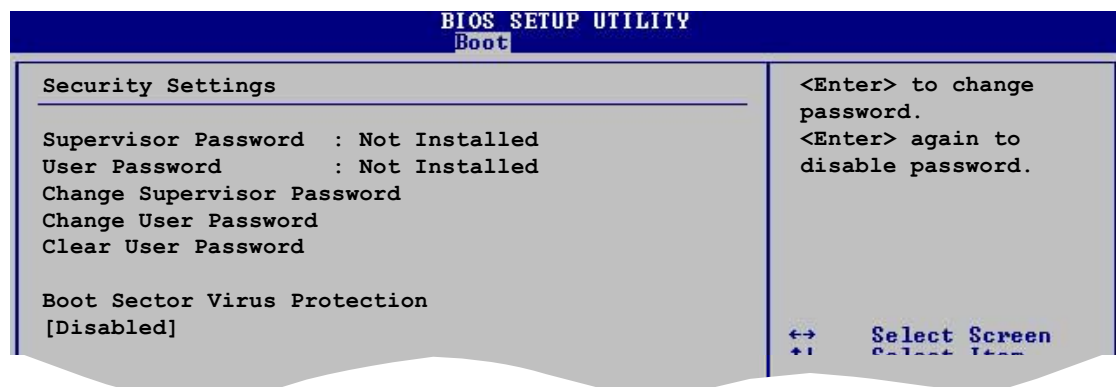 BIOS SETUP UTILITY
Boot
Security Settings
Supervisor Password : Not Installed
User Password : Not Installed
Change Supervisor Password
Change User Password
Clear User Password
Boot Sector Virus Protection
[Disabled]
<Enter> to change
password.
<Enter> again to
disable password.
←→ Select Screen
↑↓ Select Item